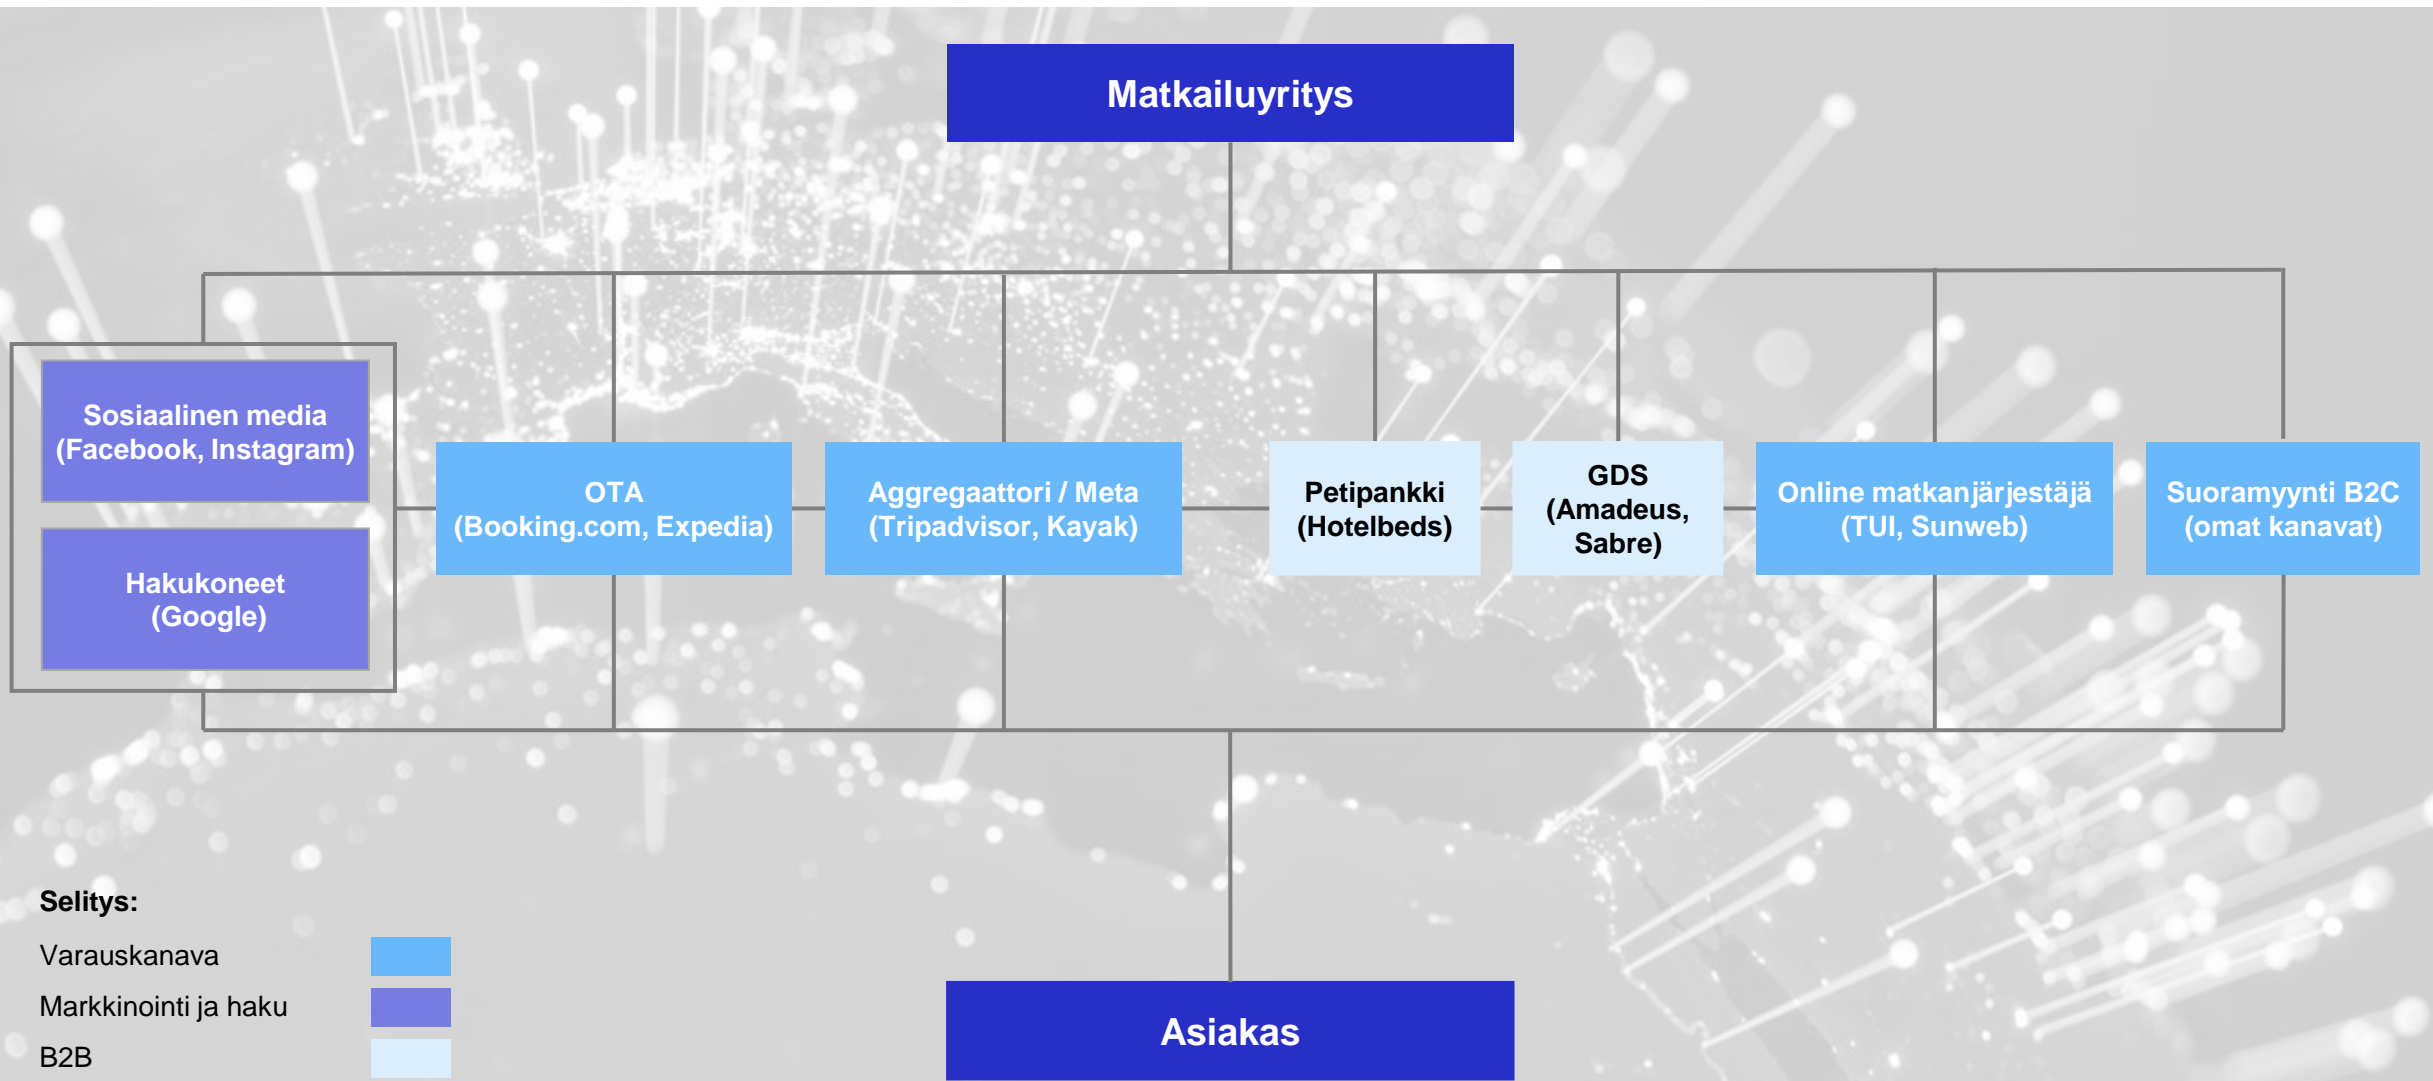 Matkailuyritys
Sosiaalinen media
(Facebook, Instagram)
Hakukoneet
(Google)
OTA
(Booking.com, Expedia)
Aggregaattori / Meta
(Tripadvisor, Kayak)
Petipankki
(Hotelbeds)
GDS
(Amadeus,
Sabre)
Online matkanjärjestäjä
(TUI, Sunweb)
Suoramyynti B2C
(omat kanavat)
Selitys:
Varauskanava
Markkinointi ja haku
B2B
Asiakas